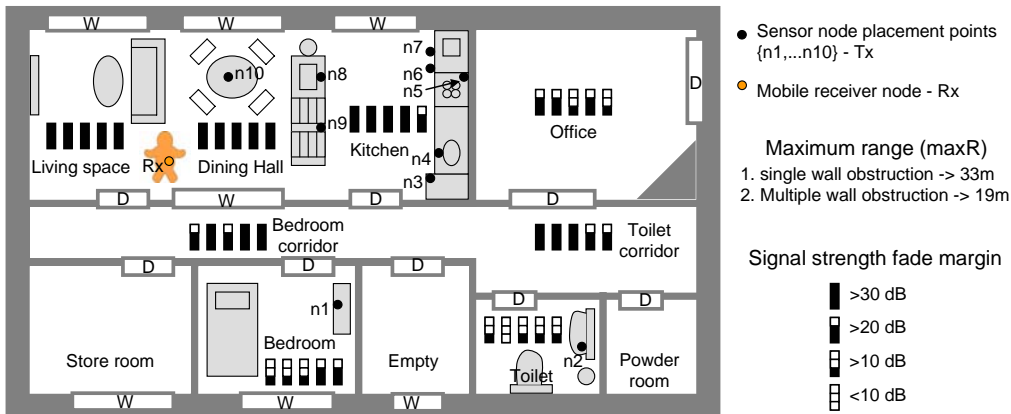 W W W
n7
n10 n8 n6
n5
D
n9
Office
Living space Rx Dining Hall Kitchen n4
n3
D W D D
Bedroom
corridor
Toilet
corridor
D D D
D D
n1
Store room Bedroom Empty n2 Toilet Powder
room
W W W
Sensor node placement points
{n1,...n10} - Tx
Mobile receiver node - Rx
Maximum range (maxR)
1. single wall obstruction -> 33m
2. Multiple wall obstruction -> 19m
Signal strength fade margin
>30 dB
>20 dB
>10 dB
<10 dB